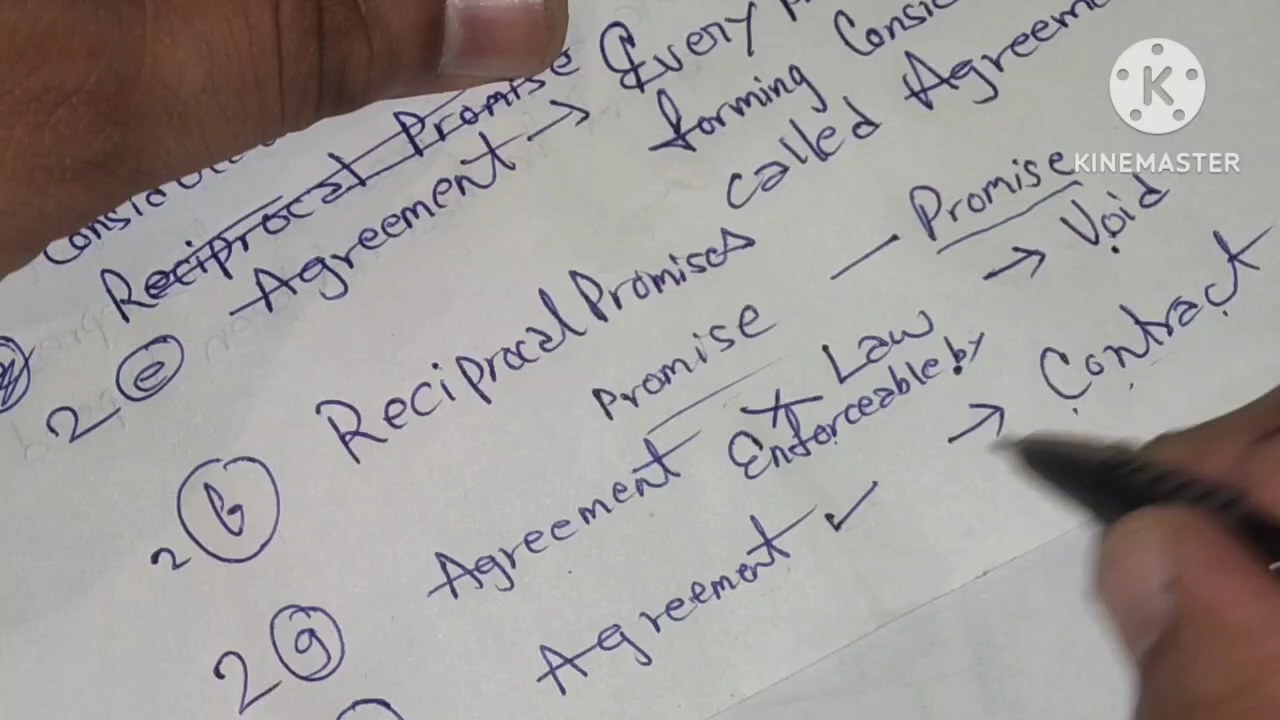 Reciprocal Promise
2 (e) Agreement → Every
forming
called Agreem
2 (b) Reciprocal Promises
Promise — Promise
2 (g) Agreement X Law → Void
Enforceable by
Agreement ✓ → Contract
K
KINEMASTER